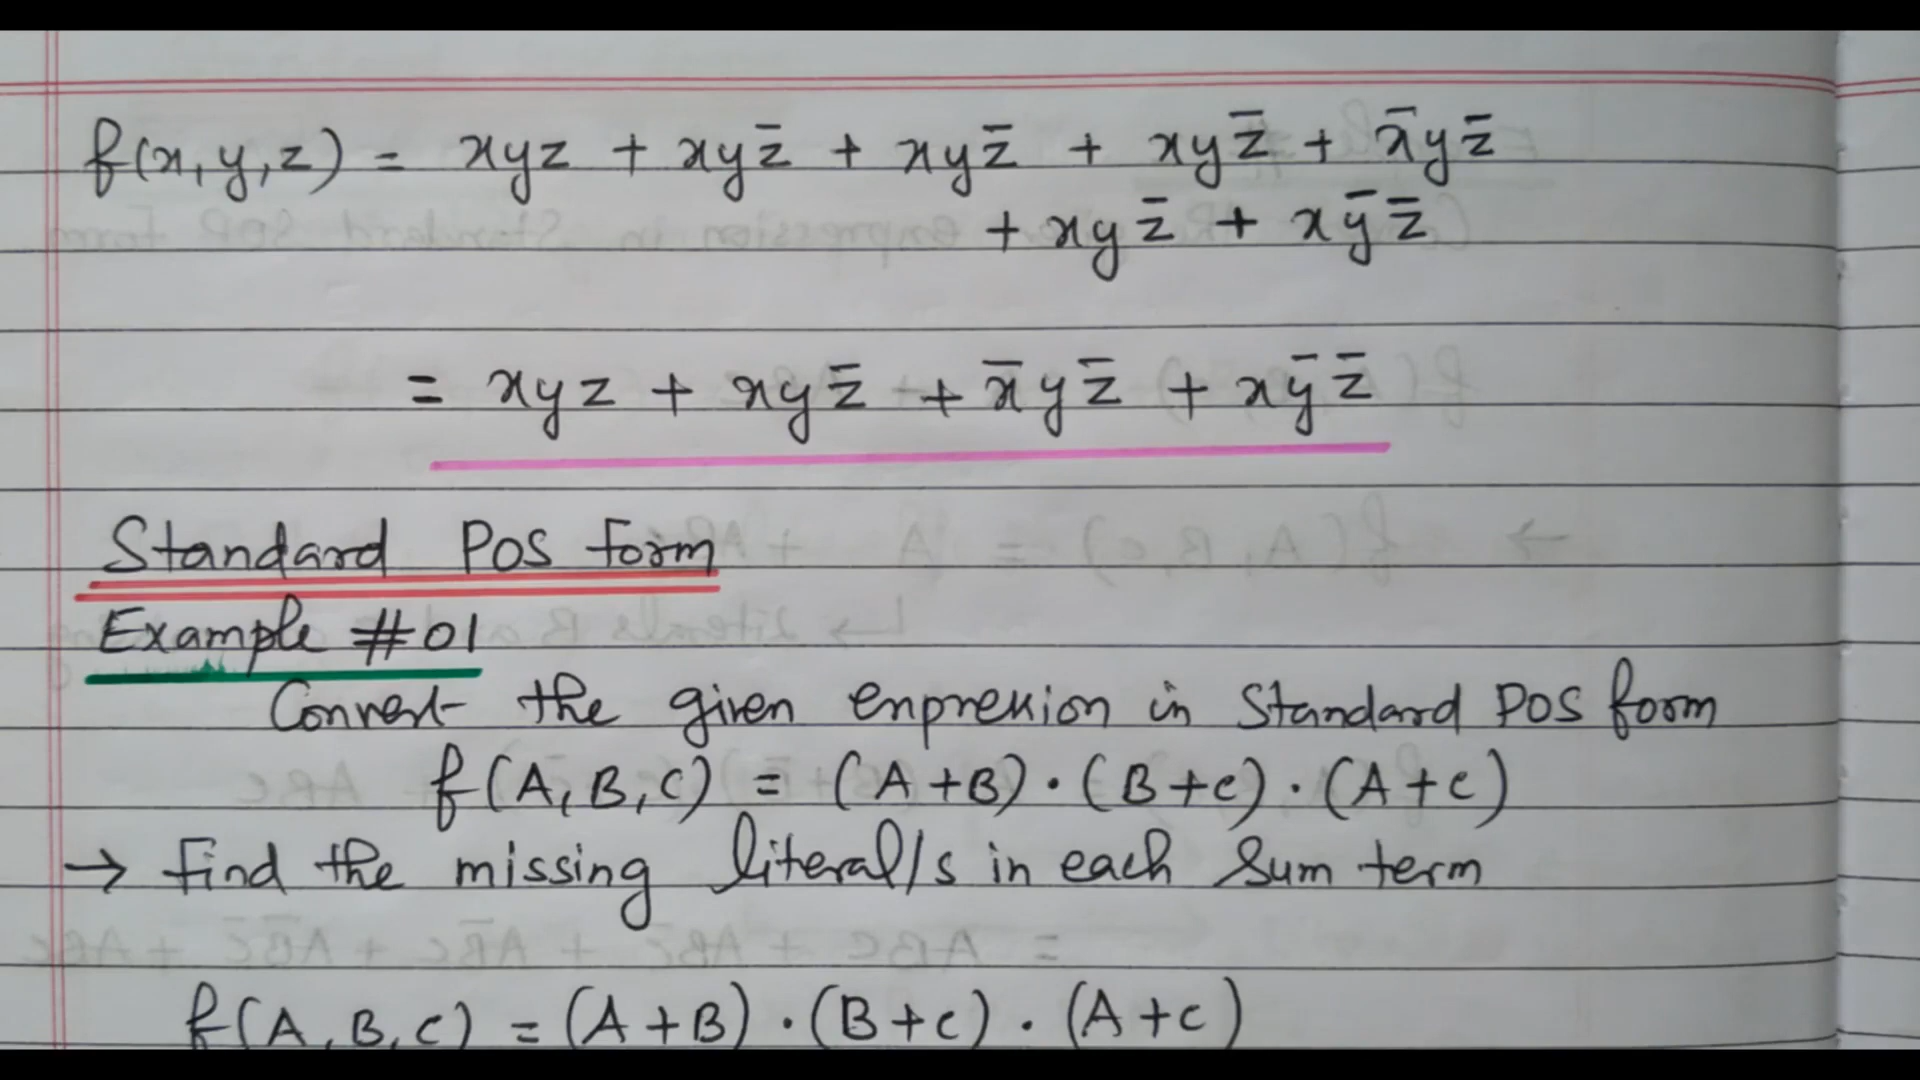 f(x,y,z) = xyz + xyz̄ + xyz̄ + xyz̄ + x̄yz̄
+ xyz̄ + xȳz̄
= xyz + xyz̄ + x̄yz̄ + xȳz̄
Standard POS form
Example #01
Convert the given expression in Standard POS form
f(A,B,C) = (A+B)·(B+C)·(A+C)
→ find the missing literal/s in each Sum term
f(A,B,C) = (A+B)·(B+C)·(A+C)